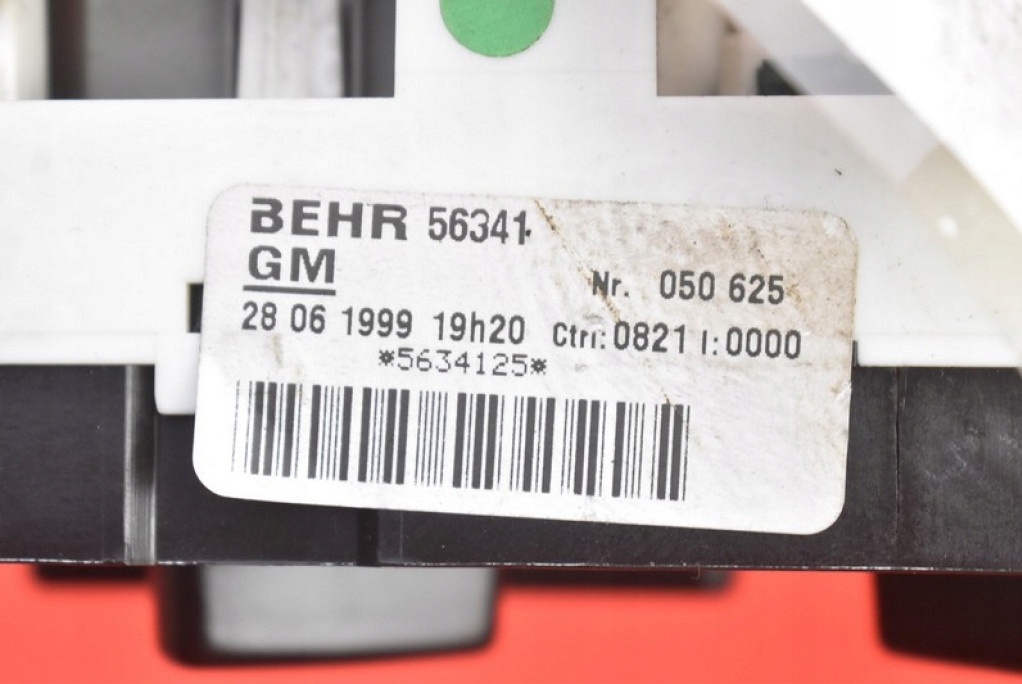 BEHR 56341
GM
Nr. 050 625
28 06 1999 19h20 Ctrl:0821 I:0000
*5634125*